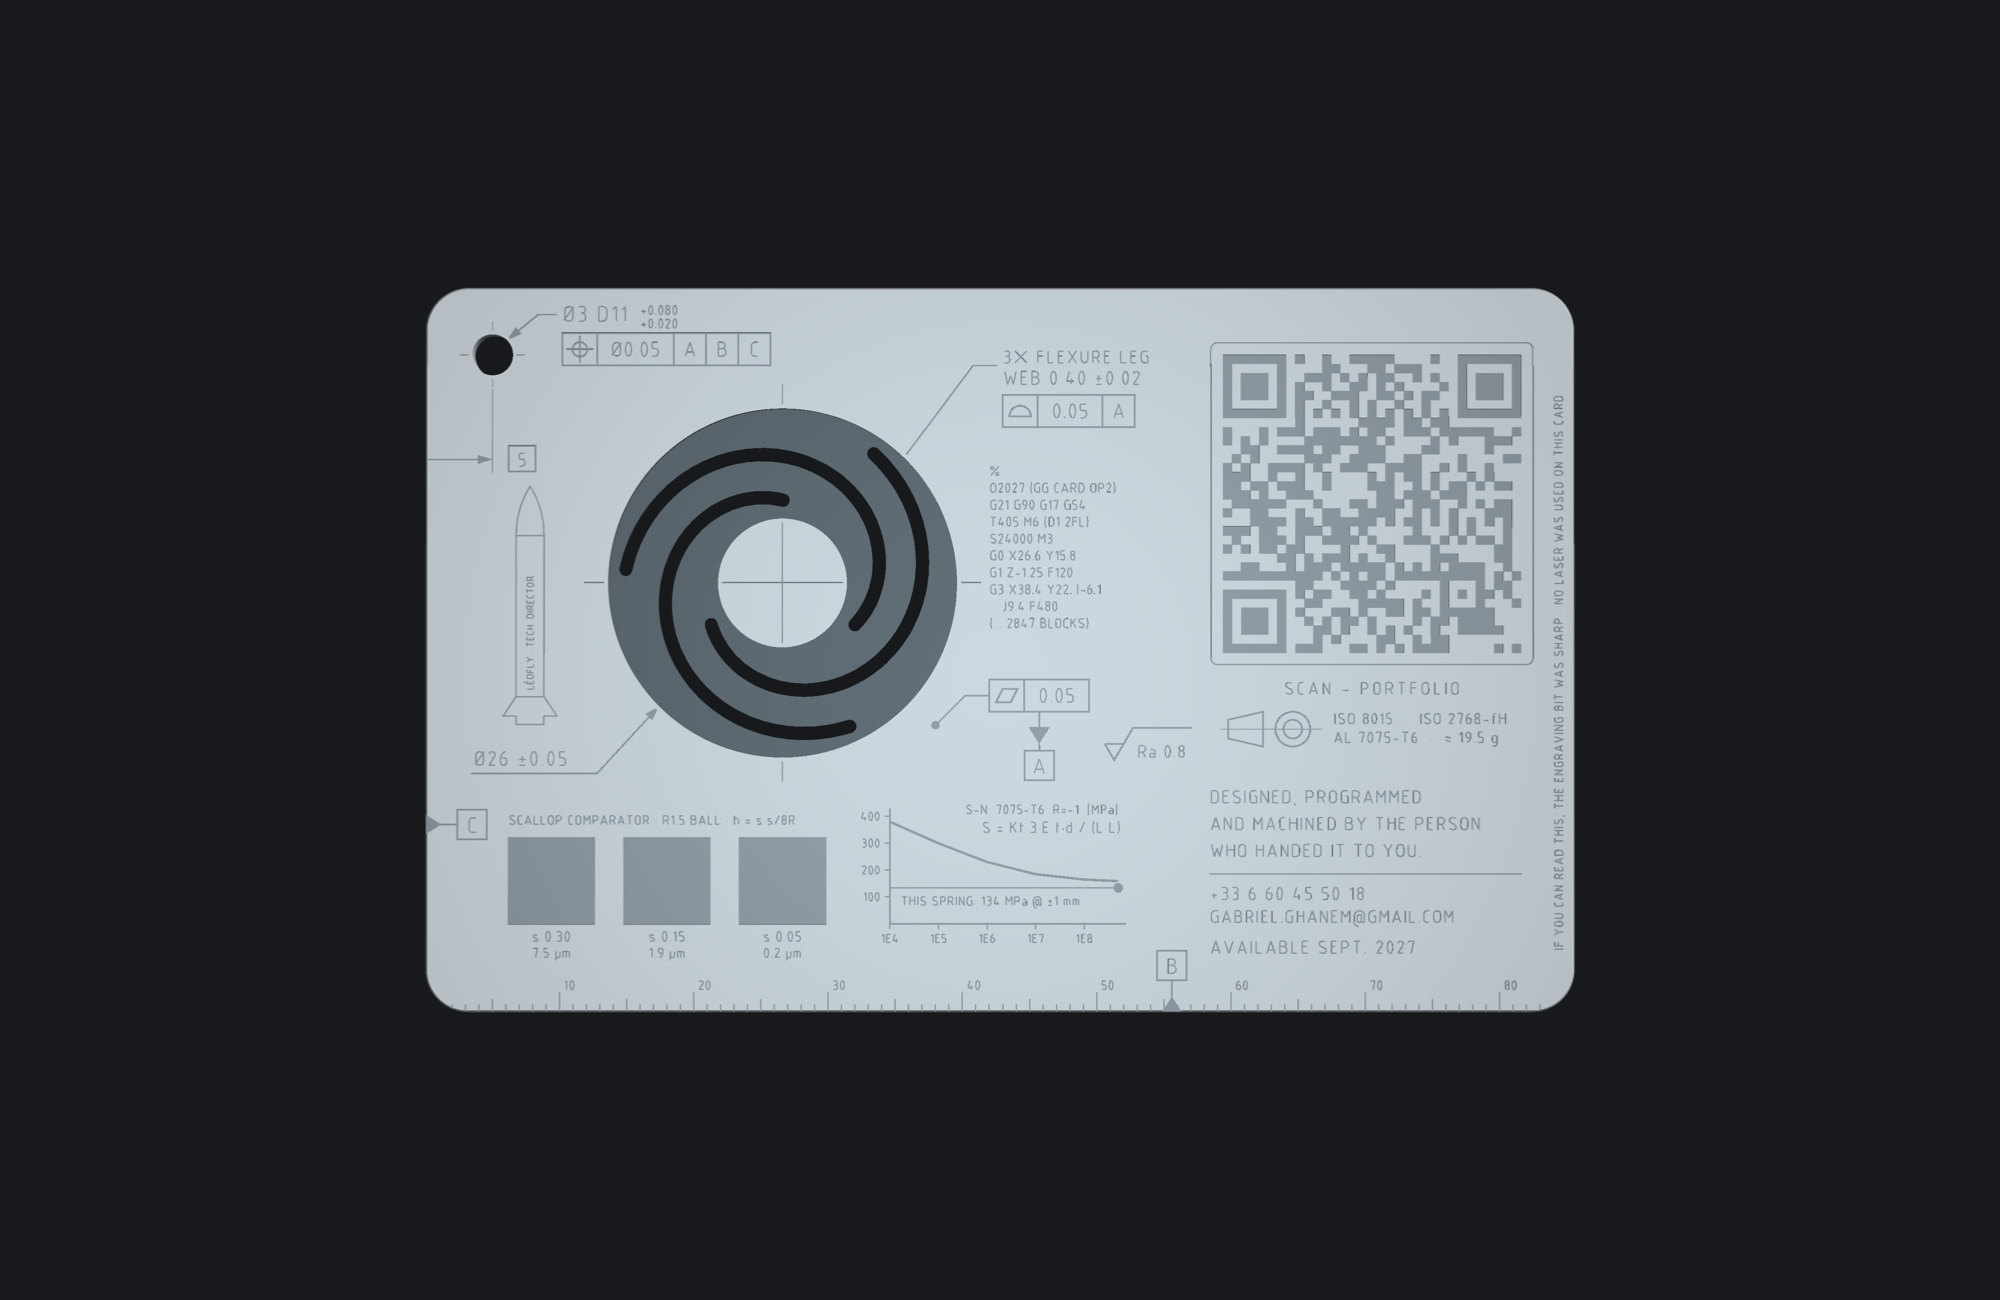 Ø3 D11 +0.080
+0.020
Ø0.05 A B C
3X FLEXURE LEG
WEB 0.40 ±0.02
0.05 A
5
%
O2027 (GG CARD OP2)
G21 G90 G17 G54
T405 M6 (D1 2FL)
S24000 M3
G0 X26.6 Y15.8
G1 Z-1.25 F120
G3 X38.4 Y22. I-6.1
J9.4 F480
(... 2847 BLOCKS)
LÉOFLY · TECH DIRECTOR
Ø26 ±0.05
0.05
A
Ra 0.8
SCAN - PORTFOLIO
ISO 8015 · ISO 2768-fH
AL 7075-T6 · ≈ 19.5 g
C
SCALLOP COMPARATOR · R1.5 BALL · h = s·s/8R
s 0.30
7.5 µm
s 0.15
1.9 µm
s 0.05
0.2 µm
S-N 7075-T6 R=-1 (MPa)
S = Kt·3·E·t·d / (L·L)
400
300
200
100
THIS SPRING: 134 MPa @ ±1 mm
1E4 1E5 1E6 1E7 1E8
DESIGNED, PROGRAMMED
AND MACHINED BY THE PERSON
WHO HANDED IT TO YOU.
+33 6 60 45 50 18
GABRIEL.GHANEM@GMAIL.COM
AVAILABLE SEPT. 2027
B
10 20 30 40 50 60 70 80
IF YOU CAN READ THIS, THE ENGRAVING BIT WAS SHARP · NO LASER WAS USED ON THIS CARD